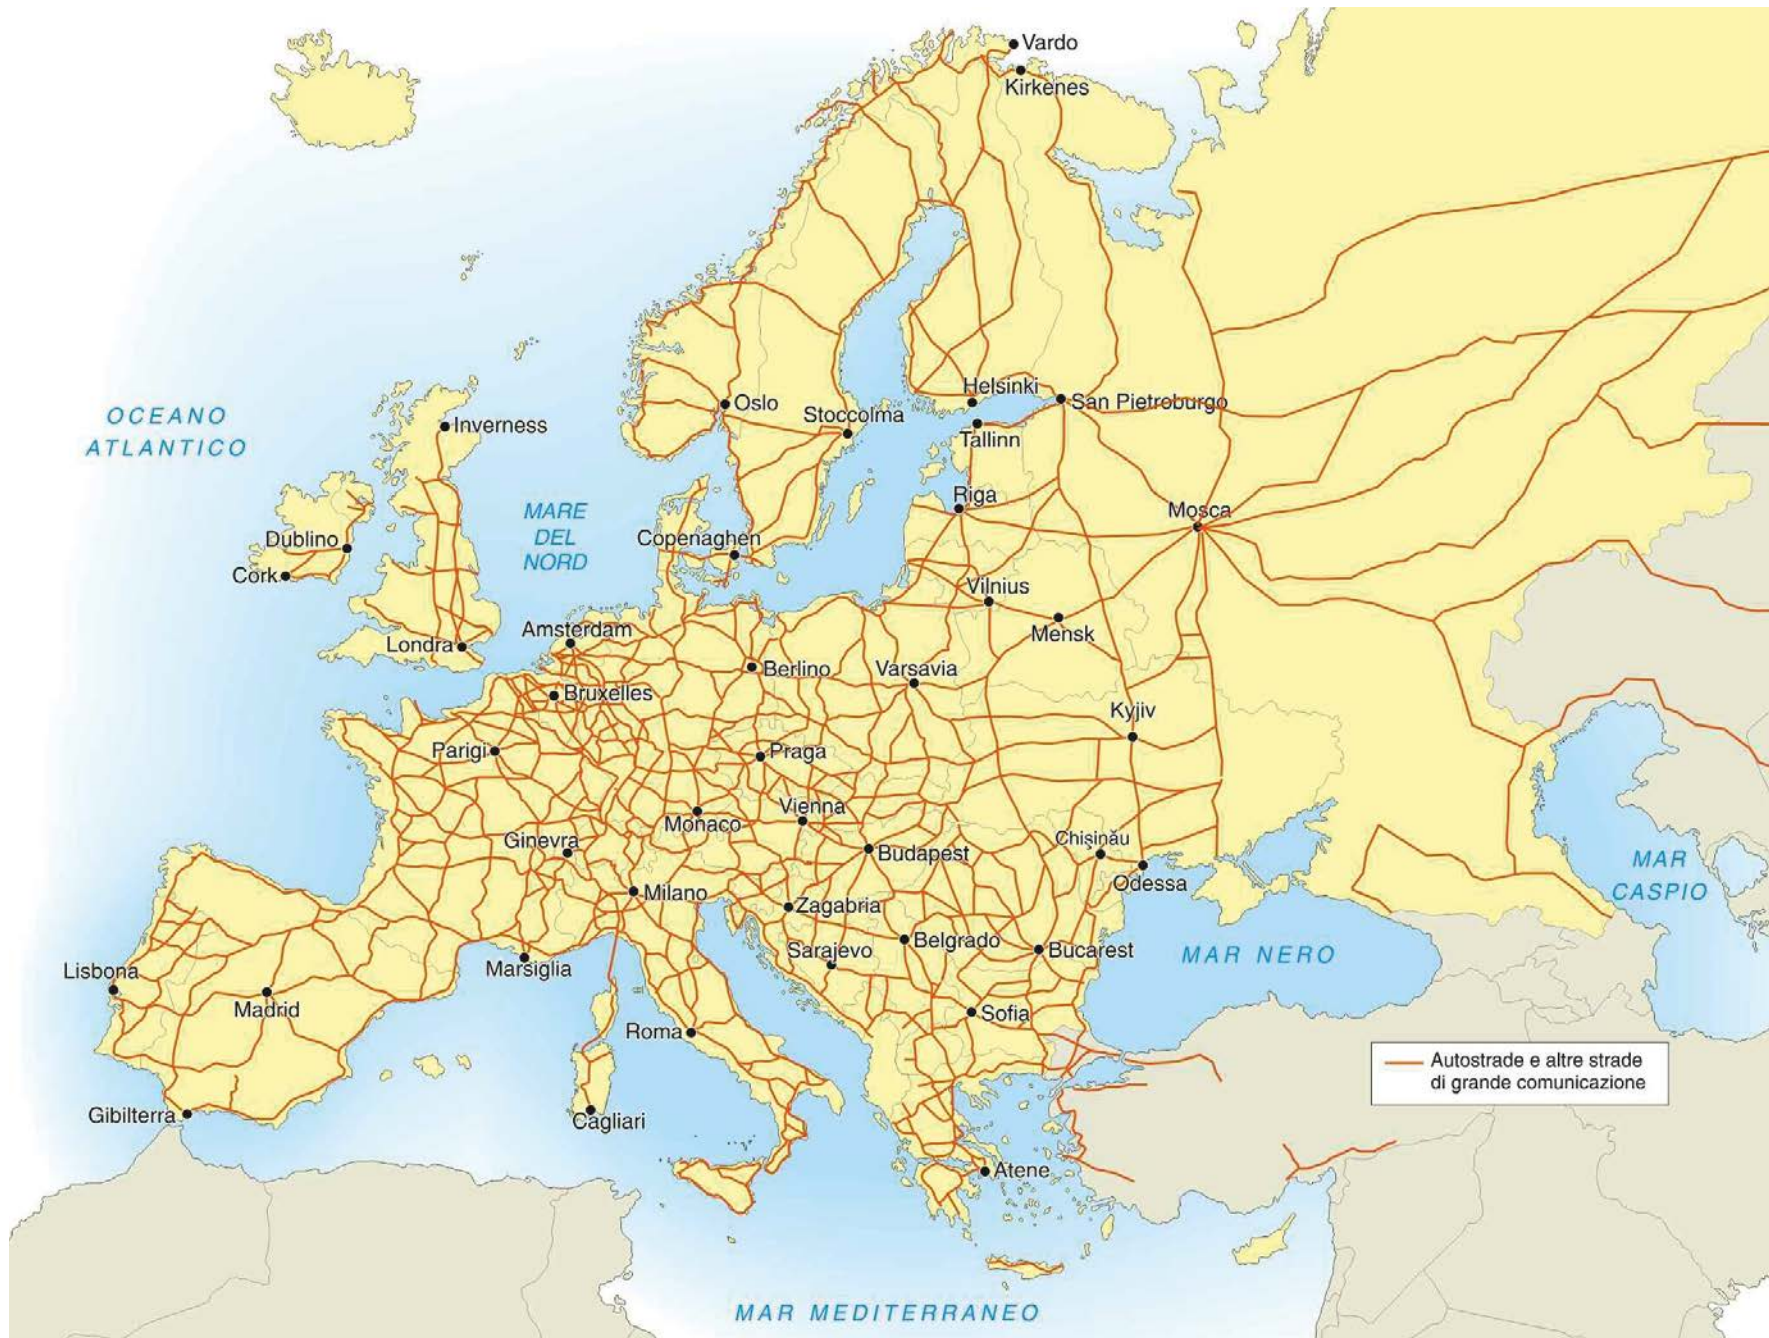 Vardo
Kirkenes
OCEANO
ATLANTICO
Inverness
Oslo
Stoccolma
Helsinki
San Pietroburgo
Tallinn
Riga
Mosca
MARE
DEL
NORD
Copenaghen
Dublino
Cork
Vilnius
Mensk
Londra
Amsterdam
Berlino
Varsavia
Bruxelles
Kyjiv
Parigi
Praga
Vienna
Monaco
Ginevra
Budapest
Chișinău
Odessa
MAR
CASPIO
Milano
Zagabria
Belgrado
Sarajevo
Bucarest
MAR NERO
Lisbona
Marsiglia
Madrid
Roma
Sofia
Autostrade e altre strade
di grande comunicazione
Gibilterra
Cagliari
Atene
MAR MEDITERRANEO